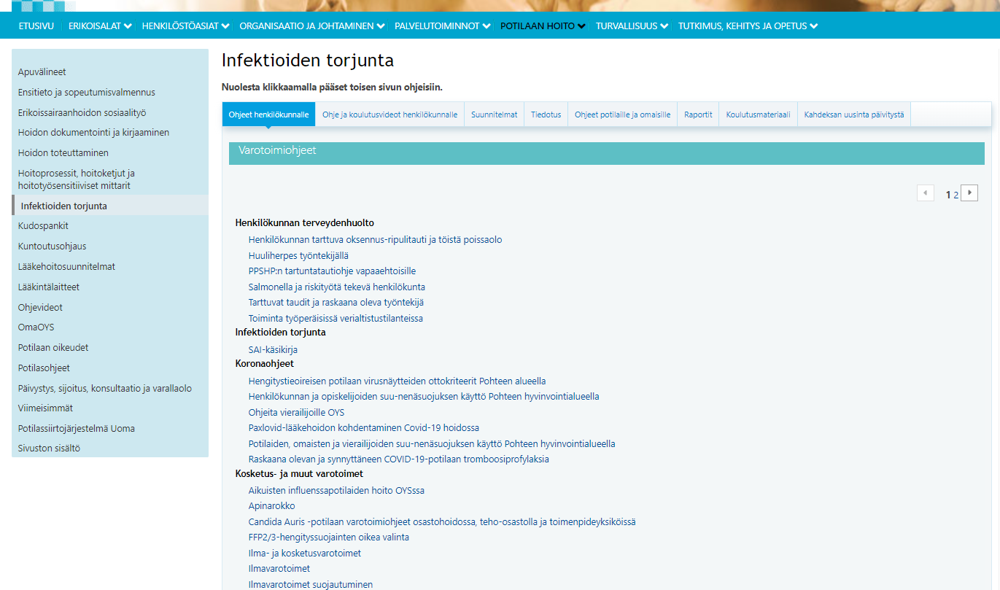 ETUSIVU ERIKOISALAT HENKILÖSTÖASIAT ORGANISAATIO JA JOHTAMINEN PALVELUTOIMINNOT POTILAAN HOITO TURVALLISUUS TUTKIMUS, KEHITYS JA OPETUS
Apuvälineet
Ensitieto ja sopeutumisvalmennus
Erikoissairaanhoidon sosiaalityö
Hoidon dokumentointi ja kirjaaminen
Hoidon toteuttaminen
Hoitoprosessit, hoitoketjut ja
hoitotyösensitiiviset mittarit
Infektioiden torjunta
Kudospankit
Kuntoutusohjaus
Lääkehoitosuunnitelmat
Lääkintälaitteet
Ohjevideot
OmaOYS
Potilaan oikeudet
Potilasohjeet
Päivystys, sijoitus, konsultaatio ja varallaolo
Viimeisimmät
Potilassiirtojärjestelmä Uoma
Sivuston sisältö
Infektioiden torjunta
Nuolesta klikkaamalla pääset toisen sivun ohjeisiin.
Ohjeet henkilökunnalle Ohje ja koulutusvideot henkilökunnalle Suunnitelmat Tiedotus Ohjeet potilaille ja omaisille Raportit Koulutusmateriaali Kahdeksan uusinta päivitystä
Varotoimiohjeet
1 2
Henkilökunnan terveydenhuolto
Henkilökunnan tarttuva oksennus-ripulitauti ja töistä poissaolo
Huuliherpes työntekijällä
PPSHP:n tartuntatautiohje vapaaehtoisille
Salmonella ja riskityötä tekevä henkilökunta
Tarttuvat taudit ja raskaana oleva työntekijä
Toiminta työperäisissä verialtistustilanteissa
Infektioiden torjunta
SAI-käsikirja
Koronaohjeet
Hengitystieoireisen potilaan virusnäytteiden ottokriteerit Pohteen alueella
Henkilökunnan ja opiskelijoiden suu-nenäsuojuksen käyttö Pohteen hyvinvointialueella
Ohjeita vierailijoille OYS
Paxlovid-lääkehoidon kohdentaminen Covid-19 hoidossa
Potilaiden, omaisten ja vierailijoiden suu-nenäsuojuksen käyttö Pohteen hyvinvointialueella
Raskaana olevan ja synnyttäneen COVID-19-potilaan tromboosiprofylaksia
Kosketus- ja muut varotoimet
Aikuisten influenssapotilaiden hoito OYSssa
Apinarokko
Candida Auris -potilaan varotoimiohjeet osastohoidossa, teho-osastolla ja toimenpideyksiköissä
FFP2/3-hengityssuojainten oikea valinta
Ilma- ja kosketusvarotoimet
Ilmavarotoimet
Ilmavarotoimet suojautuminen